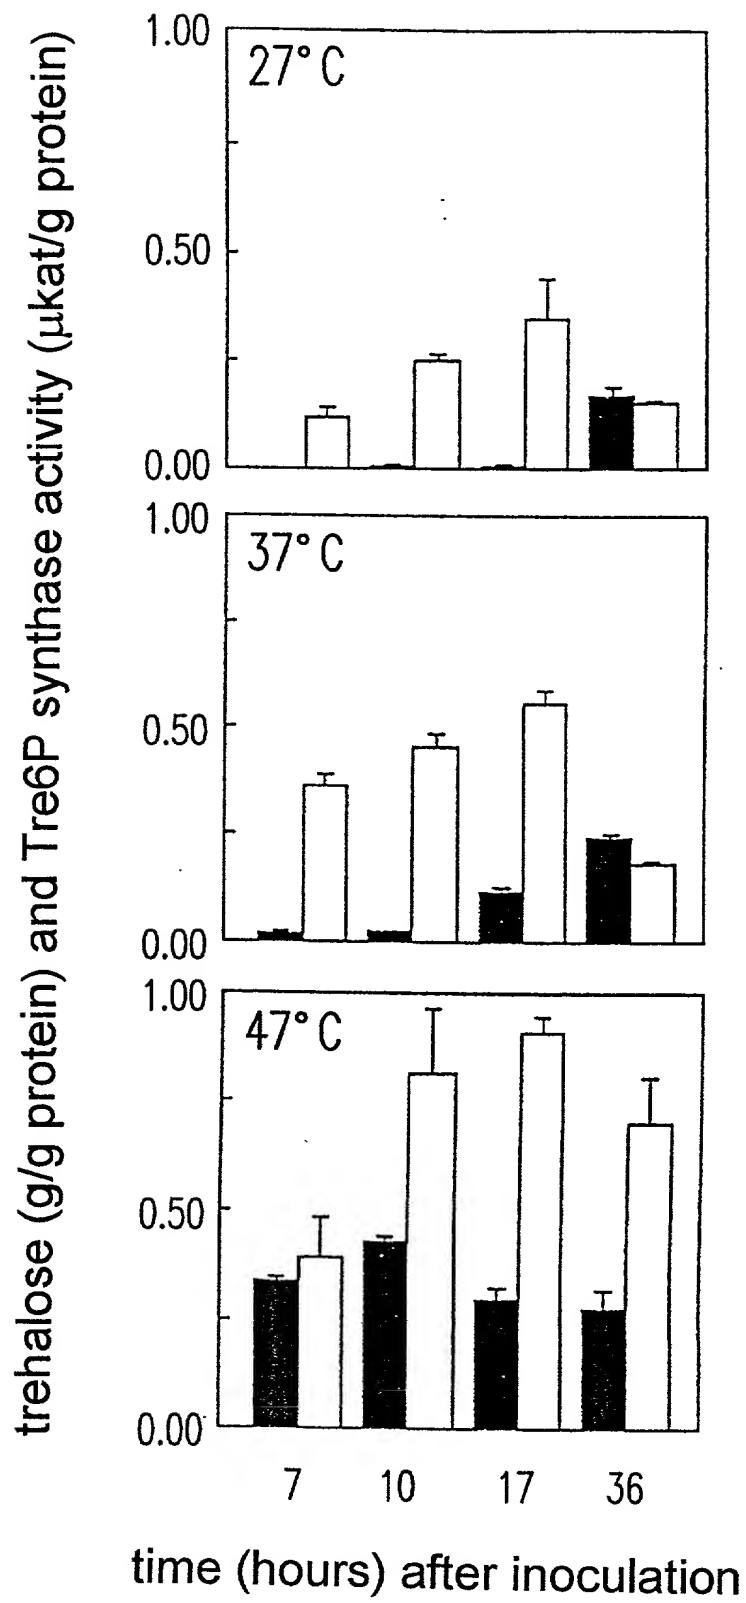 trehalose (g/g protein) and Tre6P synthase activity (µkat/g protein)
1.00
27°C
0.50
0.00
1.00
37°C
0.50
0.00
1.00
47°C
0.50
0.00
7 10 17 36
time (hours) after inoculation